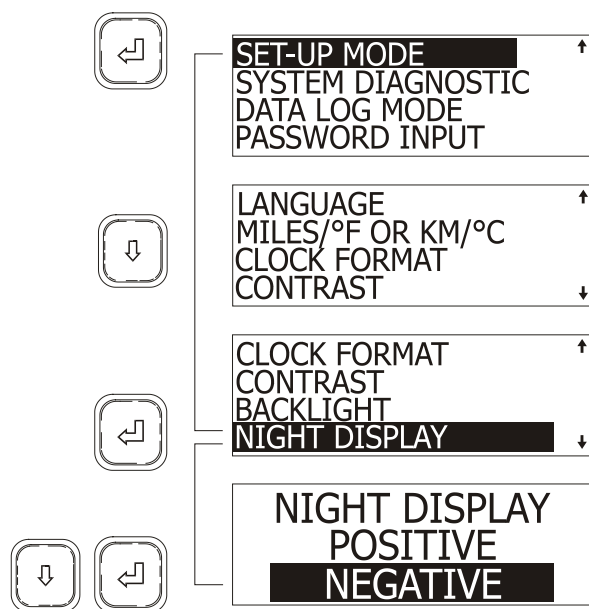 SET-UP MODE
SYSTEM DIAGNOSTIC
DATA LOG MODE
PASSWORD INPUT
LANGUAGE
MILES/°F OR KM/°C
CLOCK FORMAT
CONTRAST
CLOCK FORMAT
CONTRAST
BACKLIGHT
NIGHT DISPLAY
NIGHT DISPLAY
POSITIVE
NEGATIVE